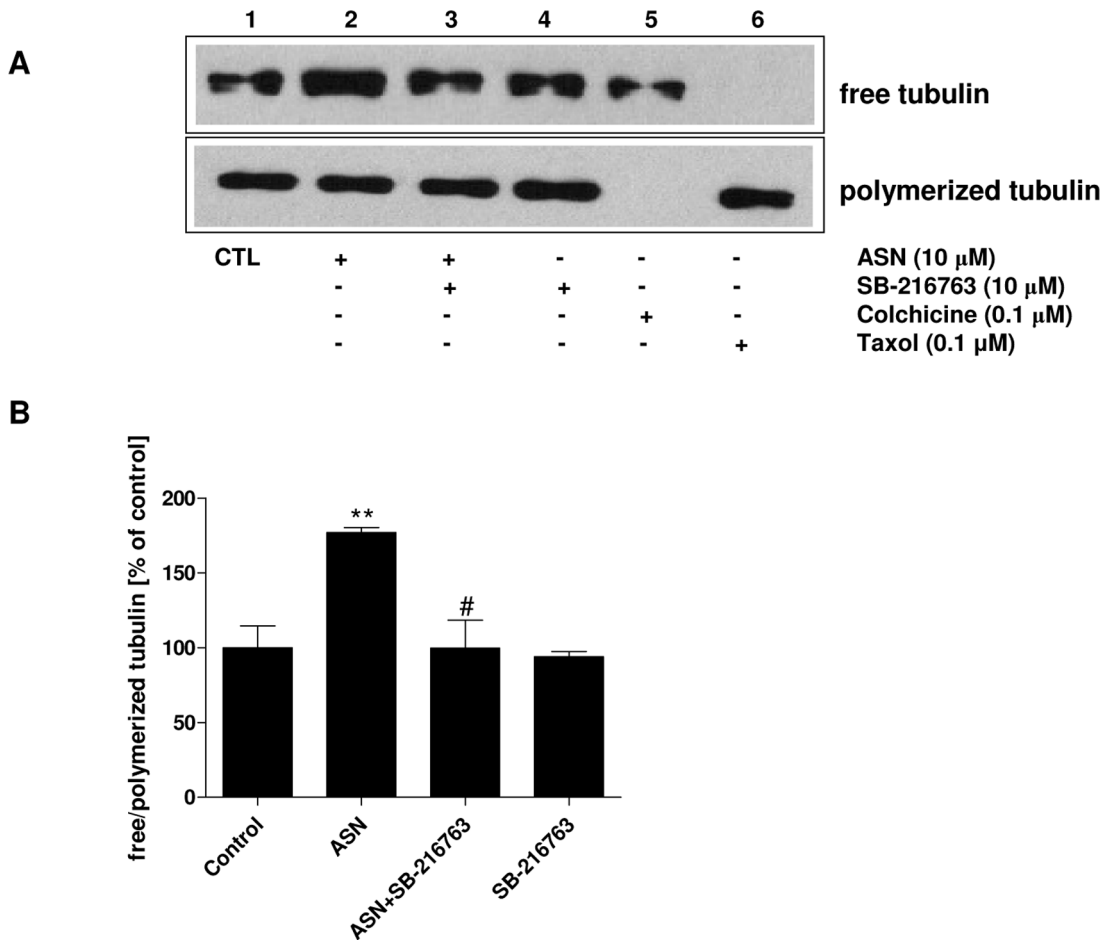 1 2 3 4 5 6
A
free tubulin
polymerized tubulin
CTL + + - - - ASN (10 μM)
- + + - - SB-216763 (10 μM)
- - - + - Colchicine (0.1 μM)
- - - - + Taxol (0.1 μM)
B
free/polymerized tubulin [% of control]
200
150
100
50
0
**
#
Control
ASN
ASN+SB-216763
SB-216763